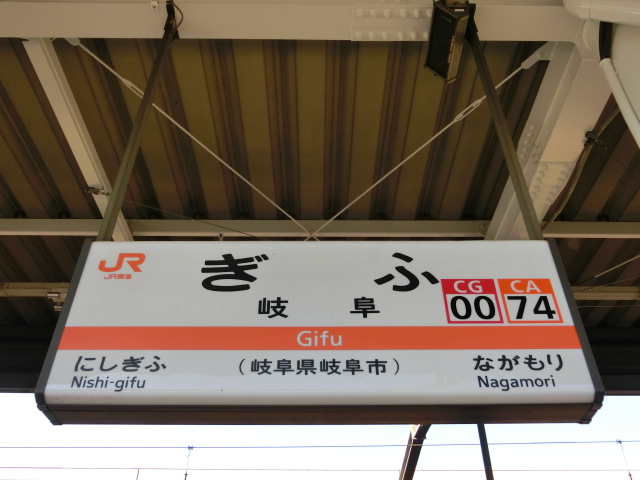 JR
JR東海
ぎふ
岐阜
CG
00
CA
74
Gifu
にしぎふ
Nishi-gifu
(岐阜県岐阜市)
ながもり
Nagamori